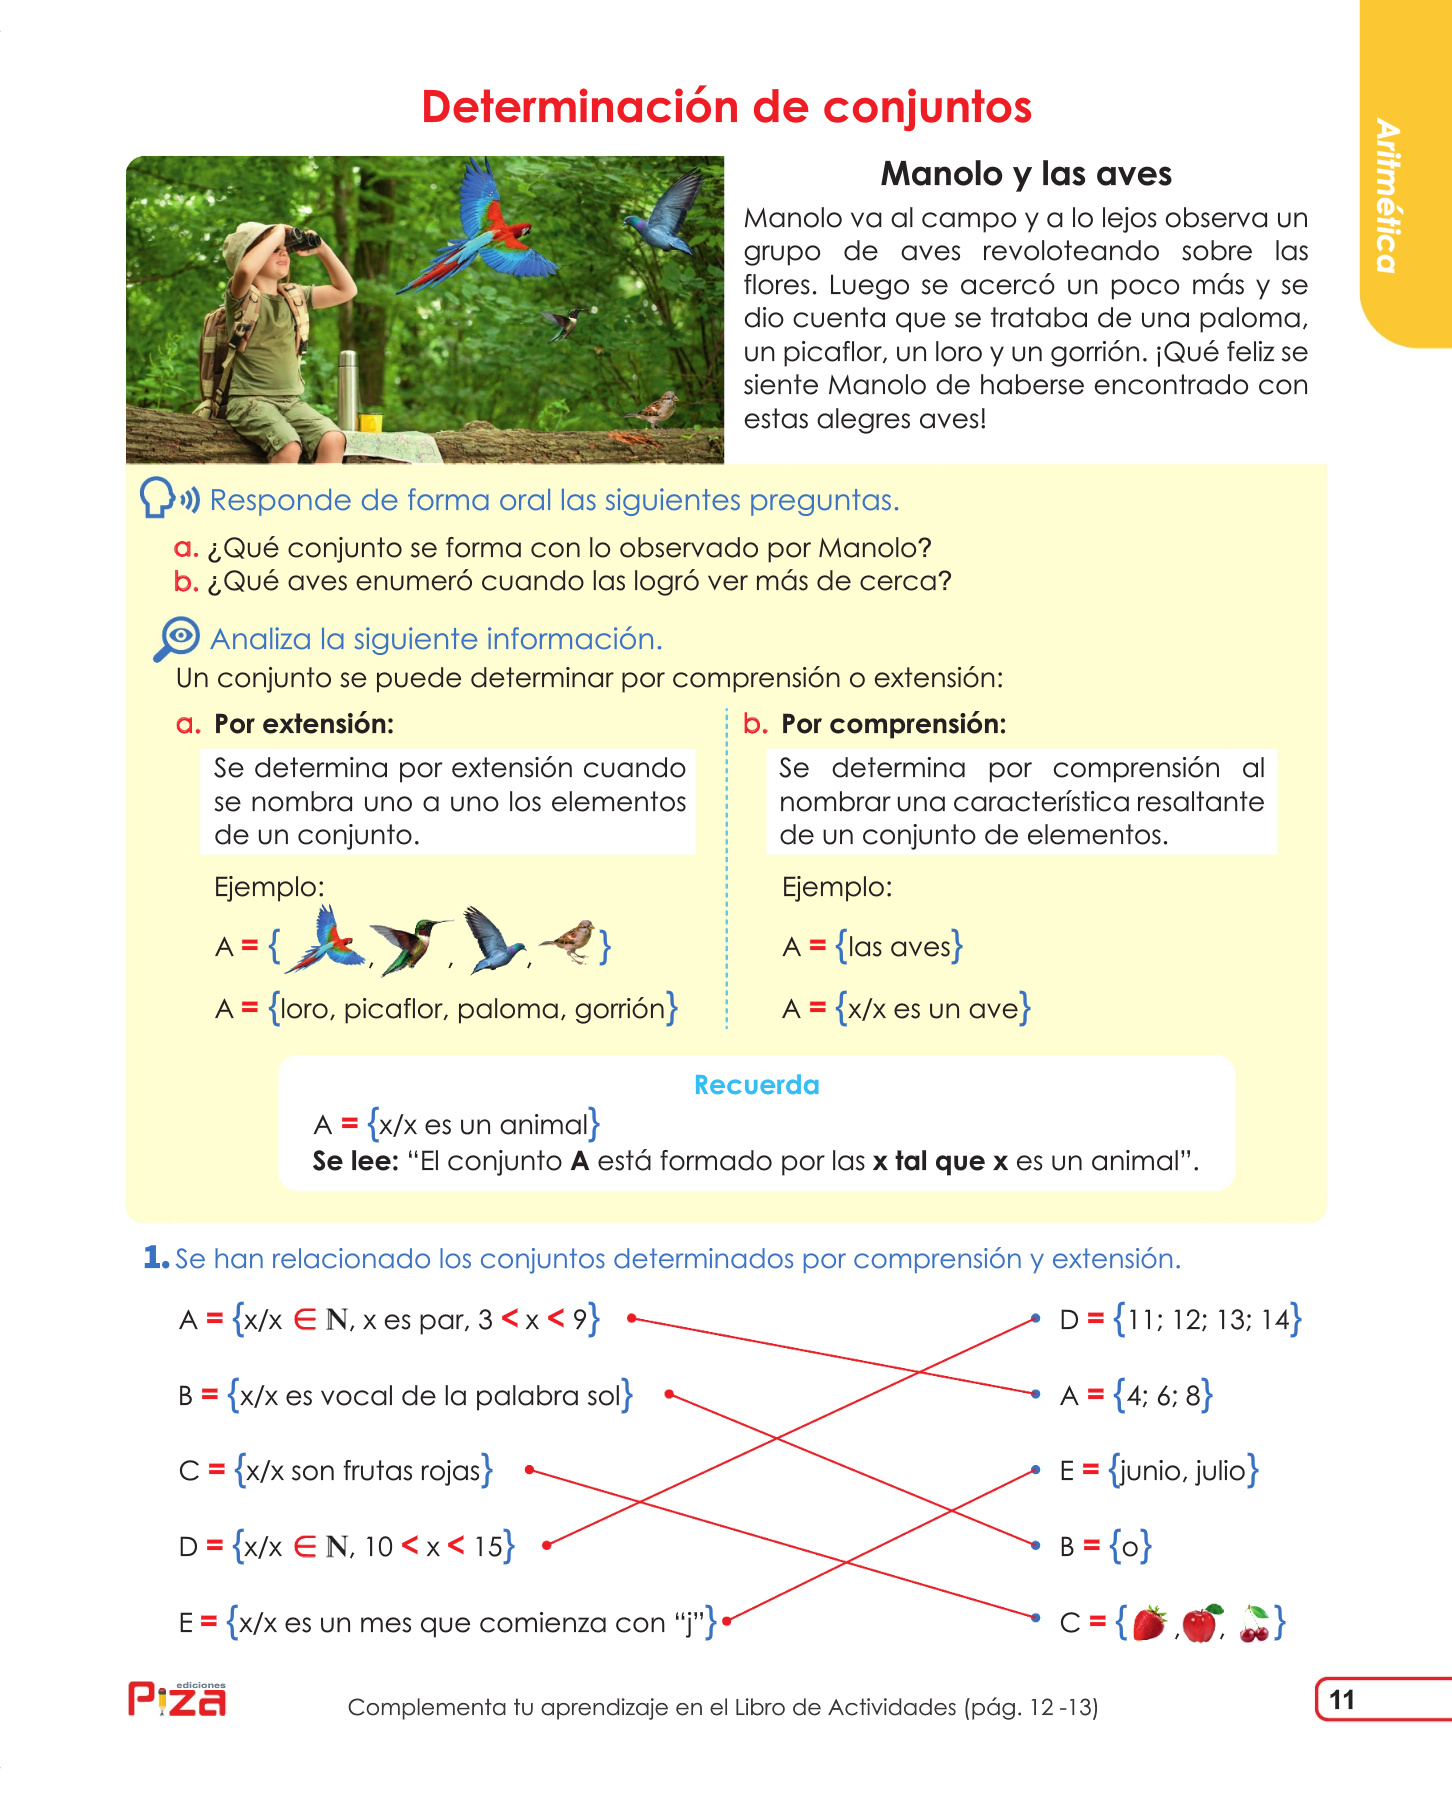 Aritmética
Determinación de conjuntos
Manolo y las aves
Manolo va al campo y a lo lejos observa un
grupo de aves revoloteando sobre las
flores. Luego se acercó un poco más y se
dio cuenta que se trataba de una paloma,
un picaflor, un loro y un gorrión. ¡Qué feliz se
siente Manolo de haberse encontrado con
estas alegres aves!
Responde de forma oral las siguientes preguntas.
a. ¿Qué conjunto se forma con lo observado por Manolo?
b. ¿Qué aves enumeró cuando las logró ver más de cerca?
Analiza la siguiente información.
Un conjunto se puede determinar por comprensión o extensión:
a. Por extensión:
Se determina por extensión cuando
se nombra uno a uno los elementos
de un conjunto.
Ejemplo:
A = { , , , }
A = {loro, picaflor, paloma, gorrión}
b. Por comprensión:
Se determina por comprensión al
nombrar una característica resaltante
de un conjunto de elementos.
Ejemplo:
A = {las aves}
A = {x/x es un ave}
Recuerda
A = {x/x es un animal}
Se lee: “El conjunto A está formado por las x tal que x es un animal”.
1. Se han relacionado los conjuntos determinados por comprensión y extensión.
A = {x/x ∈ ℕ, x es par, 3 < x < 9}
D = {11; 12; 13; 14}
B = {x/x es vocal de la palabra sol}
A = {4; 6; 8}
C = {x/x son frutas rojas}
E = {junio, julio}
D = {x/x ∈ ℕ, 10 < x < 15}
B = {o}
E = {x/x es un mes que comienza con “j”}
C = { , , }
ediciones
Piza
Complementa tu aprendizaje en el Libro de Actividades (pág. 12 -13)
11